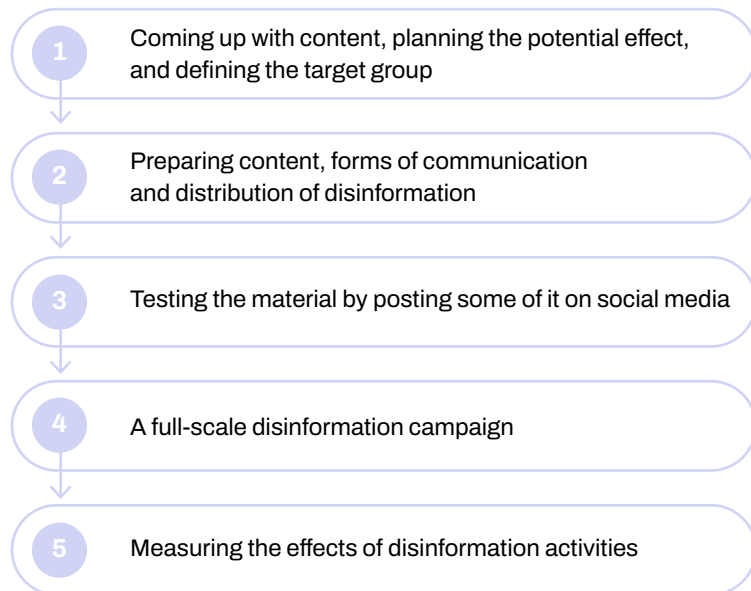 1
Coming up with content, planning the potential effect,
and defining the target group
2
Preparing content, forms of communication
and distribution of disinformation
3
Testing the material by posting some of it on social media
4
A full-scale disinformation campaign
5
Measuring the effects of disinformation activities